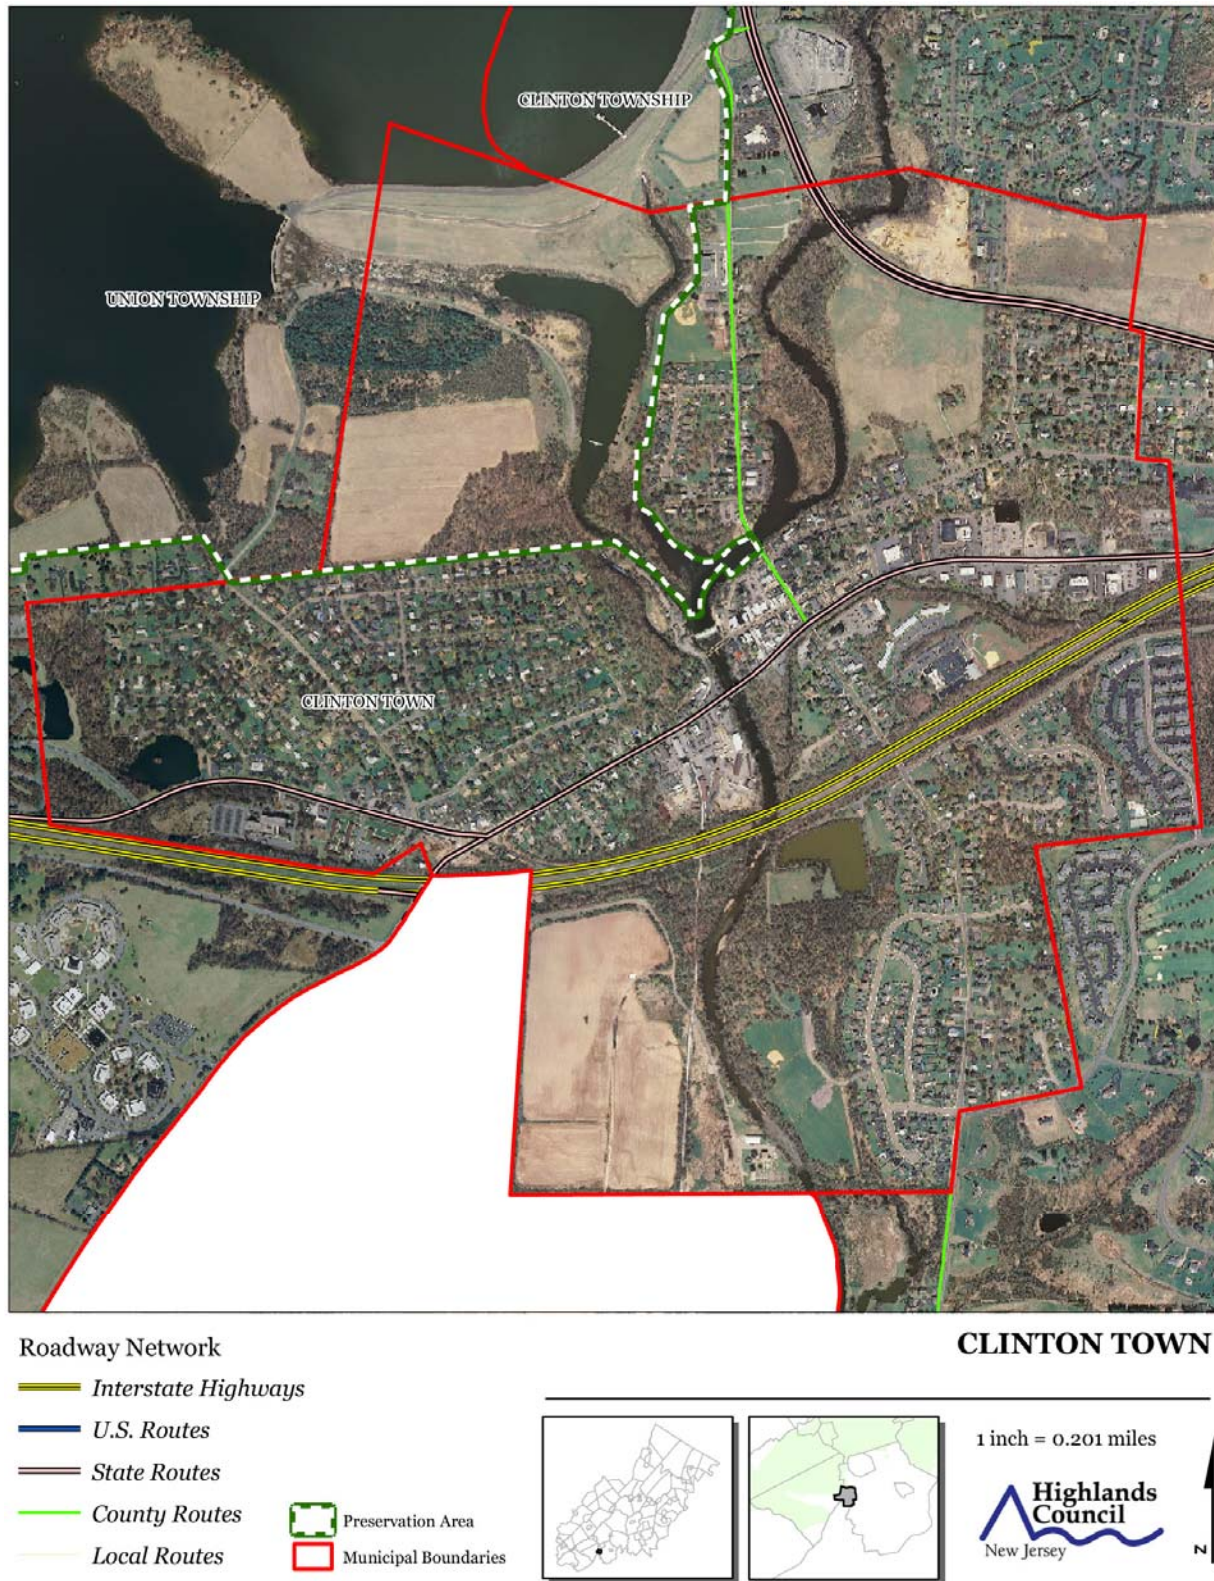 CLINTON TOWNSHIP
UNION TOWNSHIP
CLINTON TOWN
Roadway Network
Interstate Highways
U.S. Routes
State Routes
County Routes
Local Routes
Preservation Area
Municipal Boundaries
CLINTON TOWN
1 inch = 0.201 miles
Highlands
Council
New Jersey
N